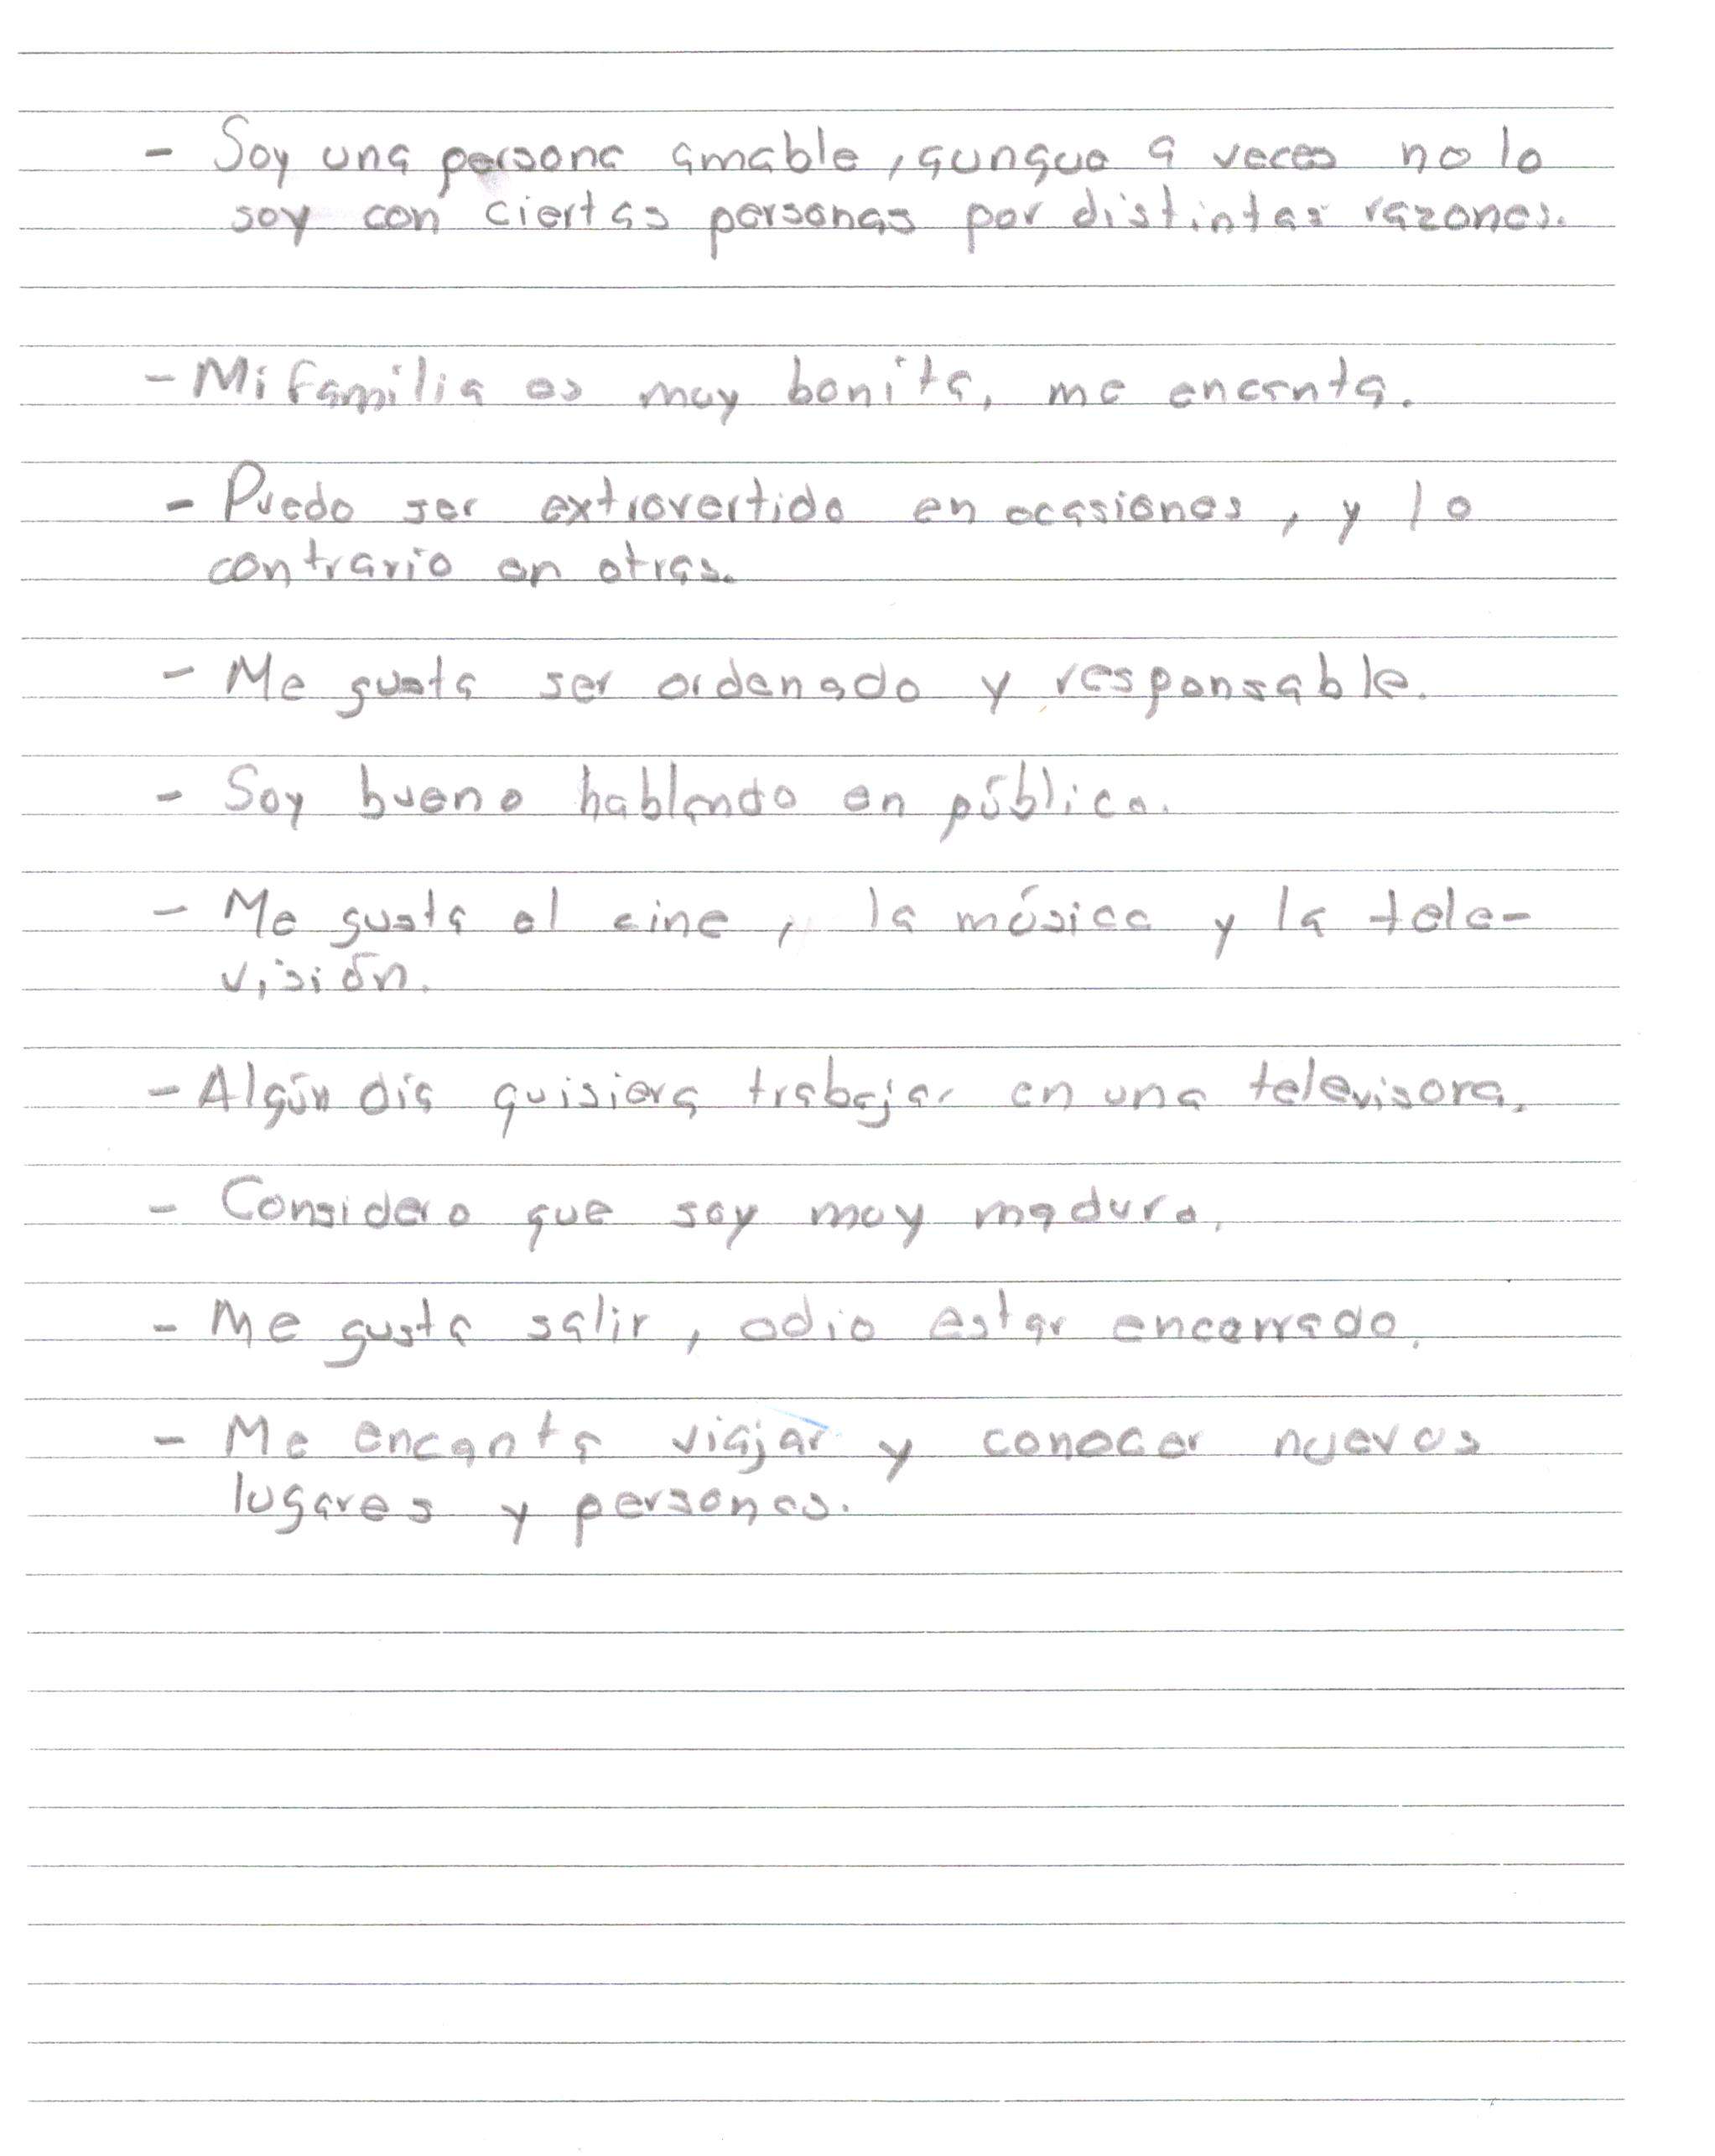 - Soy una persona amable, aunque a veces no lo
soy con ciertas personas por distintas razones.
- Mi familia es muy bonita, me encanta.
- Puedo ser extrovertido en ocasiones, y lo
contrario en otras.
- Me gusta ser ordenado y responsable.
- Soy bueno hablando en público.
- Me gusta el cine, la música y la tele-
visión.
- Algún día quisiera trabajar en una televisora.
- Considero que soy muy maduro.
- Me gusta salir, odio estar encerrado.
- Me encanta viajar y conocer nuevos
lugares y personas.